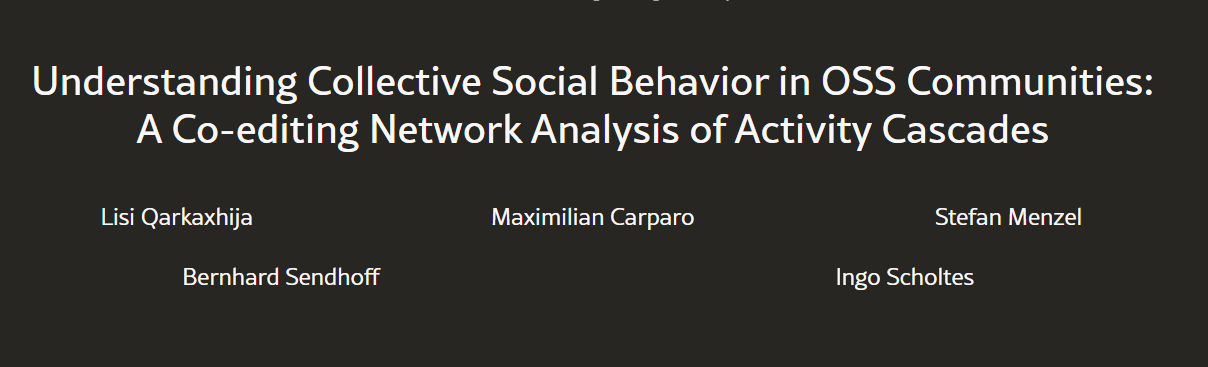 Understanding Collective Social Behavior in OSS Communities:
A Co-editing Network Analysis of Activity Cascades
Lisi Qarkaxhija Maximilian Carparo Stefan Menzel
Bernhard Sendhoff Ingo Scholtes